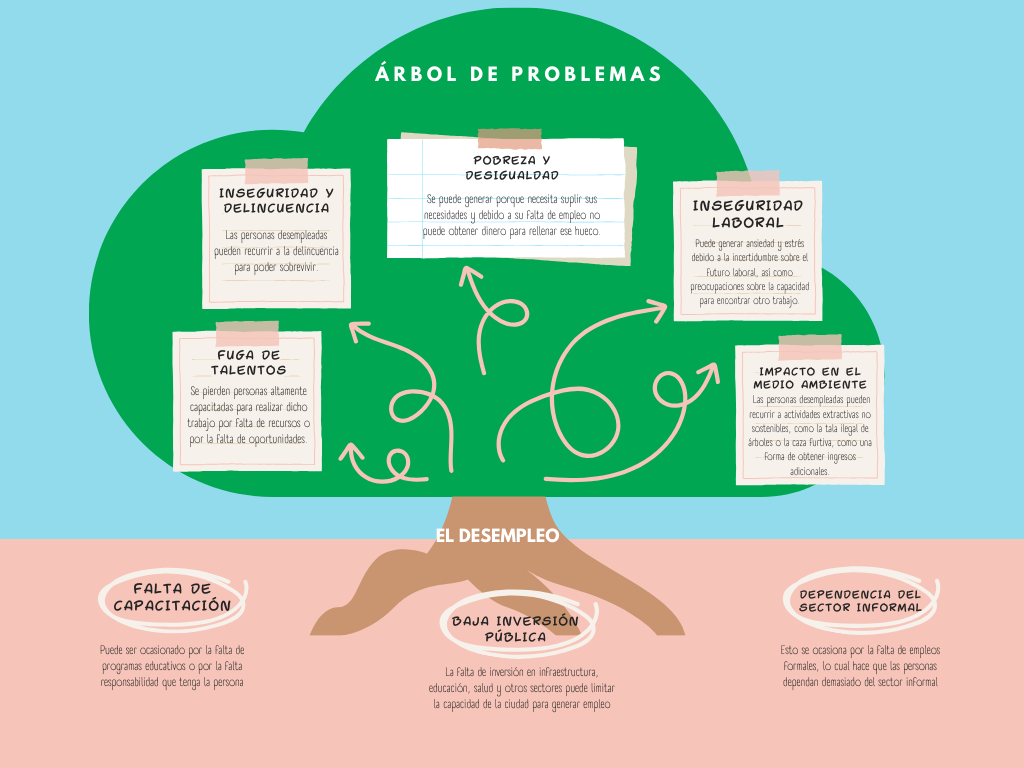 ÁRBOL DE PROBLEMAS
POBREZA Y
DESIGUALDAD
Se puede generar porque necesita suplir sus
necesidades y debido a su falta de empleo no
puede obtener dinero para rellenar ese hueco.
INSEGURIDAD Y
DELINCUENCIA
Las personas desempleadas
pueden recurrir a la delincuencia
para poder sobrevivir.
INSEGURIDAD
LABORAL
Puede generar ansiedad y estrés
debido a la incertidumbre sobre el
futuro laboral, así como
preocupaciones sobre la capacidad
para encontrar otro trabajo.
FUGA DE
TALENTOS
Se pierden personas altamente
capacitadas para realizar dicho
trabajo por falta de recursos o
por la falta de oportunidades.
IMPACTO EN EL
MEDIO AMBIENTE
Las personas desempleadas pueden
recurrir a actividades extractivas no
sostenibles, como la tala ilegal de
árboles o la caza furtiva, como una
forma de obtener ingresos
adicionales.
EL DESEMPLEO
FALTA DE
CAPACITACIÓN
Puede ser ocasionado por la falta de
programas educativos o por la falta
responsabilidad que tenga la persona
BAJA INVERSIÓN
PÚBLICA
La falta de inversión en infraestructura,
educación, salud y otros sectores puede limitar
la capacidad de la ciudad para generar empleo
DEPENDENCIA DEL
SECTOR INFORMAL
Esto se ocasiona por la falta de empleos
formales, lo cual hace que las personas
dependan demasiado del sector informal